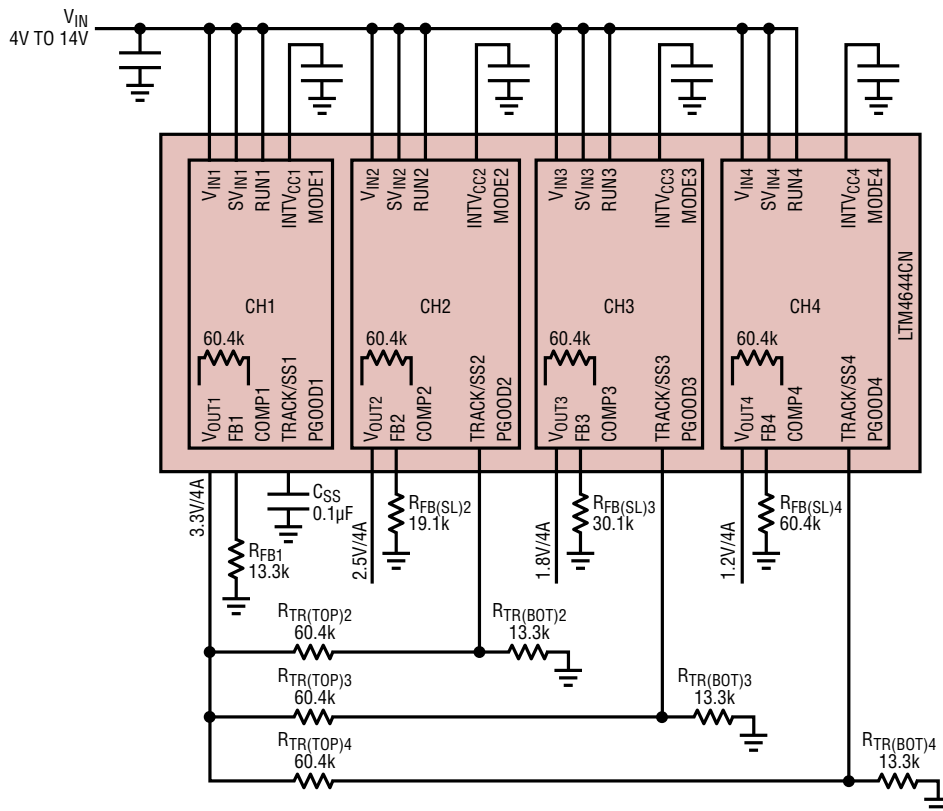 VIN
4V TO 14V
VIN1
SVIN1
RUN1
INTVCC1
MODE1
VIN2
SVIN2
RUN2
INTVCC2
MODE2
VIN3
SVIN3
RUN3
INTVCC3
MODE3
VIN4
SVIN4
RUN4
INTVCC4
MODE4
LTM4644CN
CH1
CH2
CH3
CH4
60.4k
60.4k
60.4k
60.4k
VOUT1
FB1
COMP1
TRACK/SS1
PGOOD1
VOUT2
FB2
COMP2
TRACK/SS2
PGOOD2
VOUT3
FB3
COMP3
TRACK/SS3
PGOOD3
VOUT4
FB4
COMP4
TRACK/SS4
PGOOD4
3.3V/4A
RFB1
13.3k
CSS
0.1µF
2.5V/4A
RFB(SL)2
19.1k
1.8V/4A
RFB(SL)3
30.1k
1.2V/4A
RFB(SL)4
60.4k
RTR(TOP)2
60.4k
RTR(BOT)2
13.3k
RTR(TOP)3
60.4k
RTR(BOT)3
13.3k
RTR(TOP)4
60.4k
RTR(BOT)4
13.3k